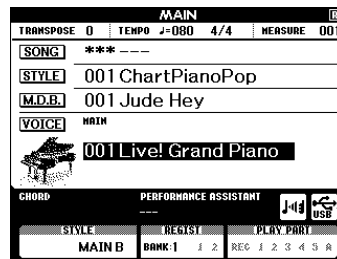 MAIN R
TRANSPOSE 0 TEMPO ♩=080 4/4 MEASURE 001
SONG *** ---
STYLE 001 ChartPianoPop
M.D.B. 001 Jude Hey
VOICE MAIN
001 Live! Grand Piano
CHORD PERFORMANCE ASSISTANT
---
USB
STYLE REGIST PLAY PART
MAIN B BANK:1 1 2 REC 1 2 3 4 5 A